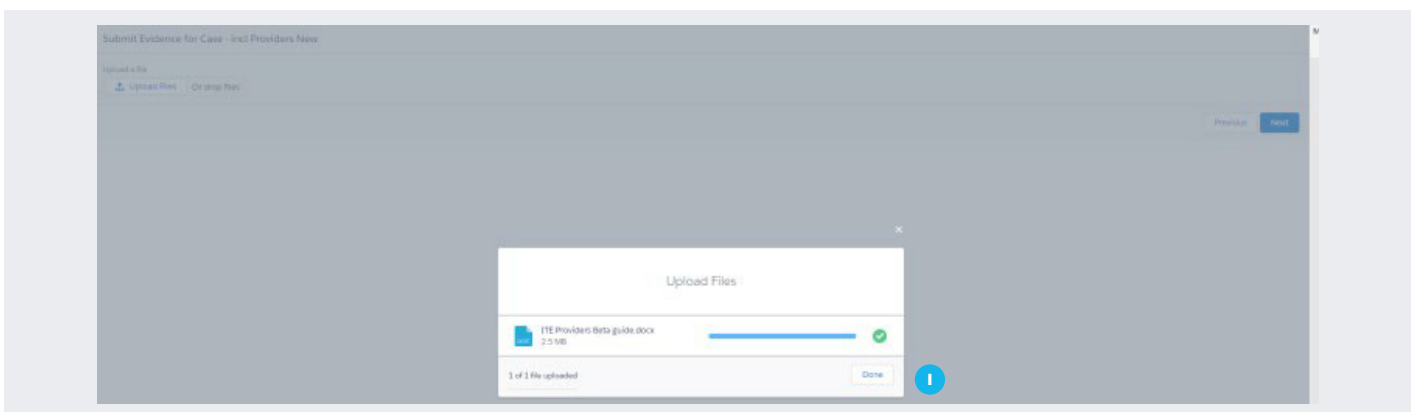 Submit Evidence for Case - incl Providers New
M
Upload a file
Upload Files Or drop files
Previous Next
Upload Files
ITE Providers Beta guide.docx
2.5 MB
1 of 1 file uploaded
Done
I